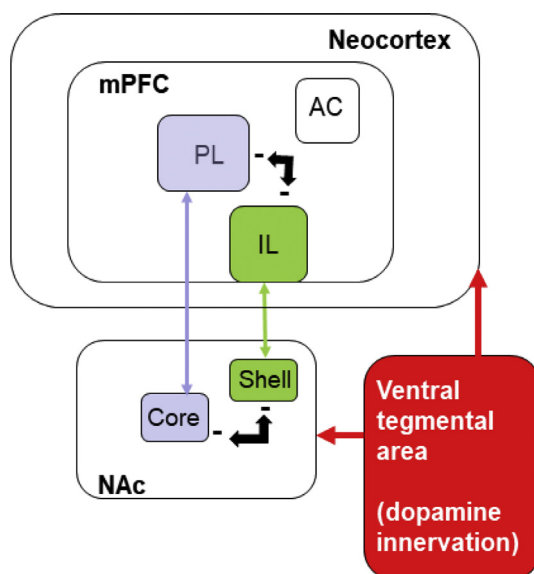 Neocortex
mPFC
AC
PL
-
-
IL
Shell
-
Core
-
NAc
Ventral
tegmental
area
(dopamine
innervation)